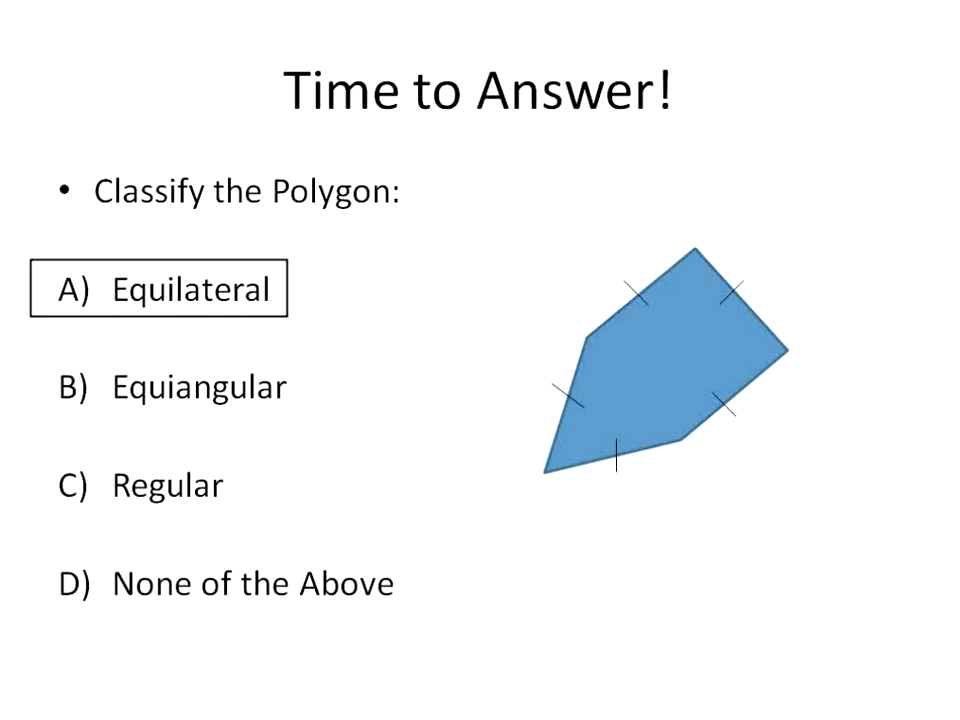 Time to Answer!
• Classify the Polygon:
A) Equilateral
B) Equiangular
C) Regular
D) None of the Above